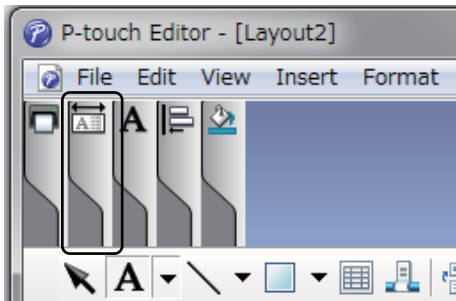 P-touch Editor - [Layout2]
File Edit View Insert Format
A A
A